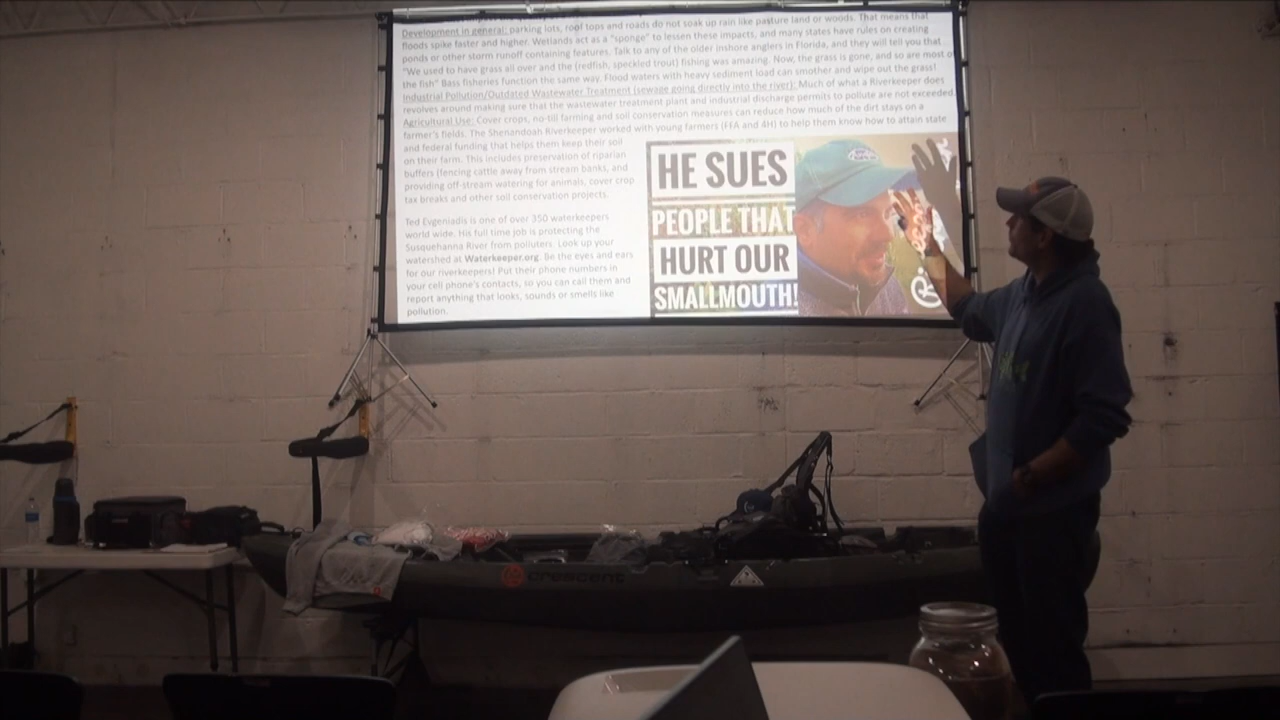 Development in general: parking lots, roof tops and roads do not soak up rain like pasture land or woods. That means that
floods spike faster and higher. Wetlands act as a "sponge" to lessen these impacts, and many states have rules on creating
ponds or other storm runoff containing features. Talk to any of the older inshore anglers in Florida, and they will tell you that
"We used to have grass all over and the (redfish, speckled trout) fishing was amazing. Now, the grass is gone, and so are most of
the fish" Bass fisheries function the same way. Flood waters with heavy sediment load can smother and wipe out the grass!
Industrial Pollution/Outdated Wastewater Treatment (sewage going directly into the river): Much of what a Riverkeeper does
revolves around making sure that the wastewater treatment plant and industrial discharge permits to pollute are not exceeded.
Agricultural Use: Cover crops, no-till farming and soil conservation measures can reduce how much of the dirt stays on a
farmer's fields. The Shenandoah Riverkeeper worked with young farmers (FFA and 4H) to help them know how to attain state
and federal funding that helps them keep their soil
on their farm. This includes preservation of riparian
buffers (fencing cattle away from stream banks, and
providing off-stream watering for animals, cover crop
tax breaks and other soil conservation projects.
Ted Evgeniadis is one of over 350 waterkeepers
world wide. His full time job is protecting the
Susquehanna River from polluters. Look up your
watershed at Waterkeeper.org. Be the eyes and ears
for our riverkeepers! Put their phone numbers in
your cell phone's contacts, so you can call them and
report anything that looks, sounds or smells like
pollution.
HE SUES
PEOPLE THAT
HURT OUR
SMALLMOUTH!
crescent